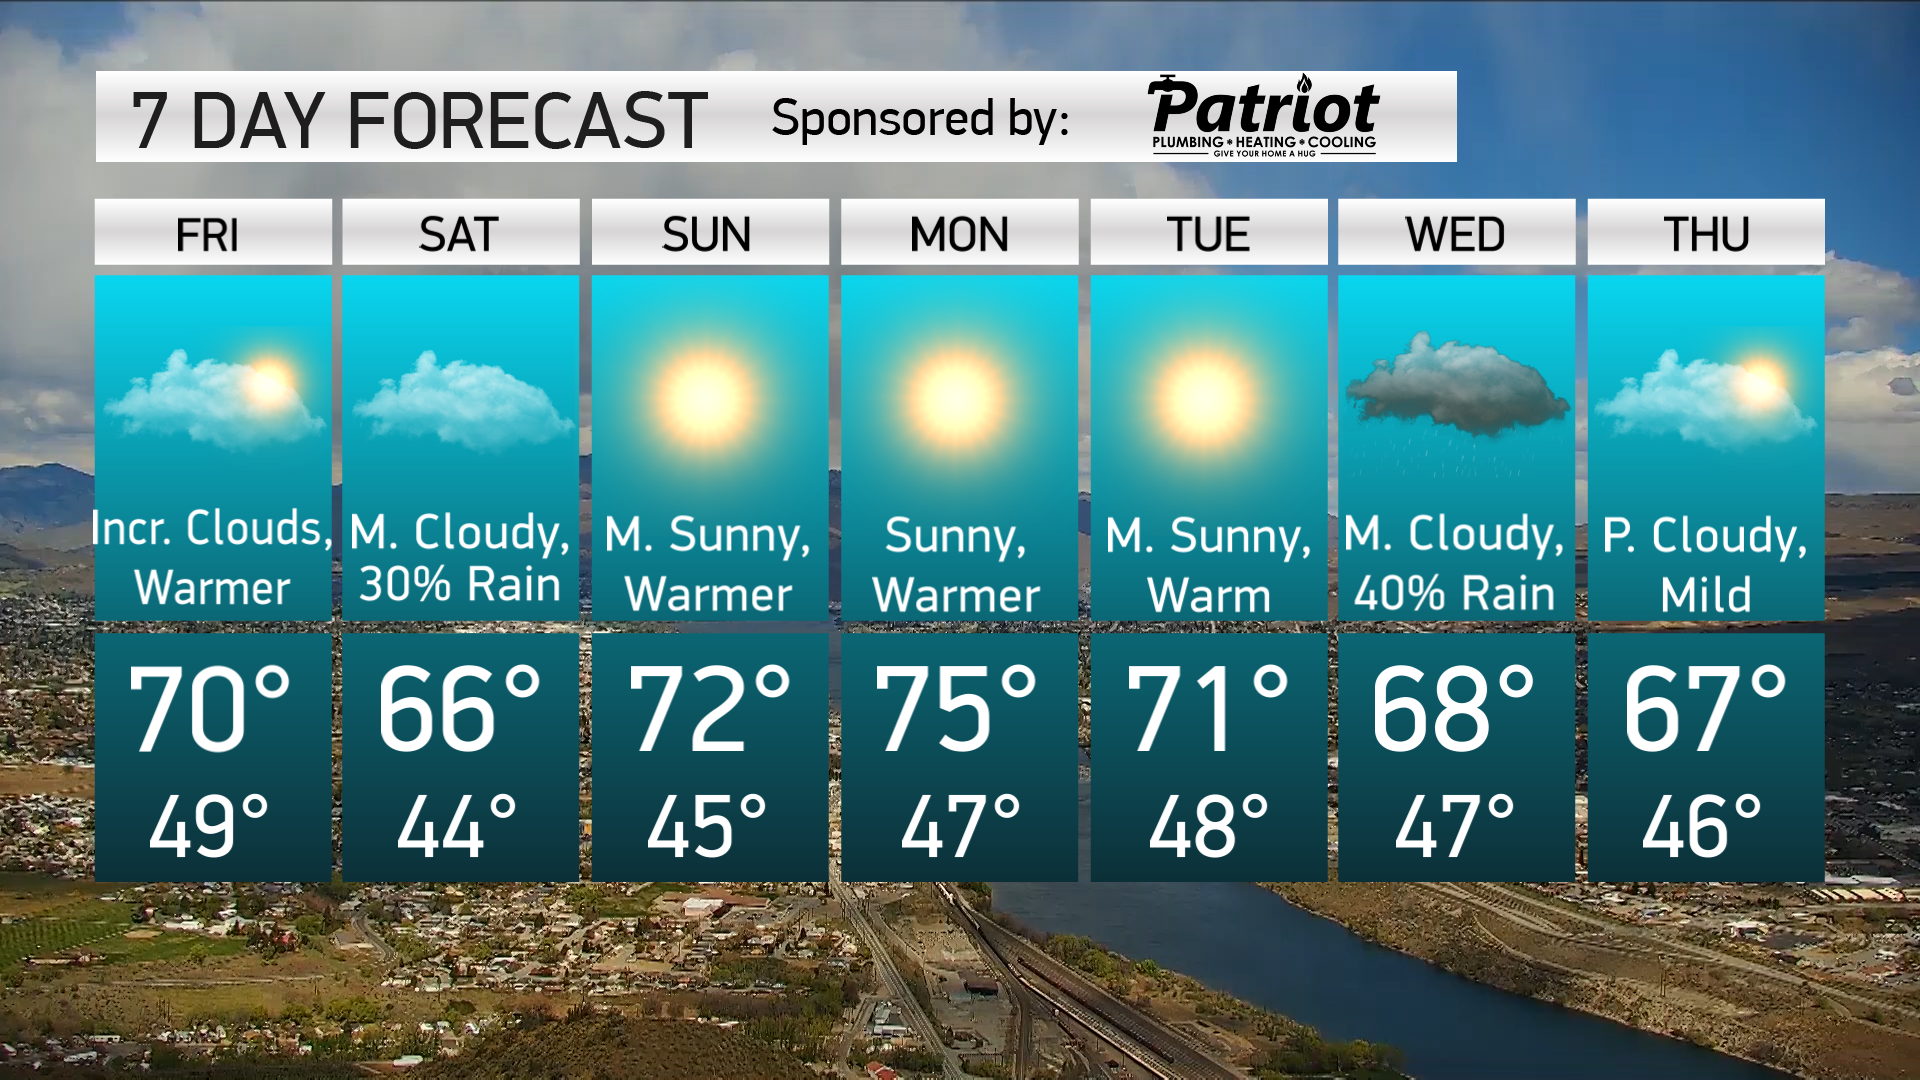 7 DAY FORECAST Sponsored by: Patriot
PLUMBING * HEATING * COOLING
GIVE YOUR HOME A HUG
FRI
Incr. Clouds,
Warmer
70°
49°
SAT
M. Cloudy,
30% Rain
66°
44°
SUN
M. Sunny,
Warmer
72°
45°
MON
Sunny,
Warmer
75°
47°
TUE
M. Sunny,
Warm
71°
48°
WED
M. Cloudy,
40% Rain
68°
47°
THU
P. Cloudy,
Mild
67°
46°